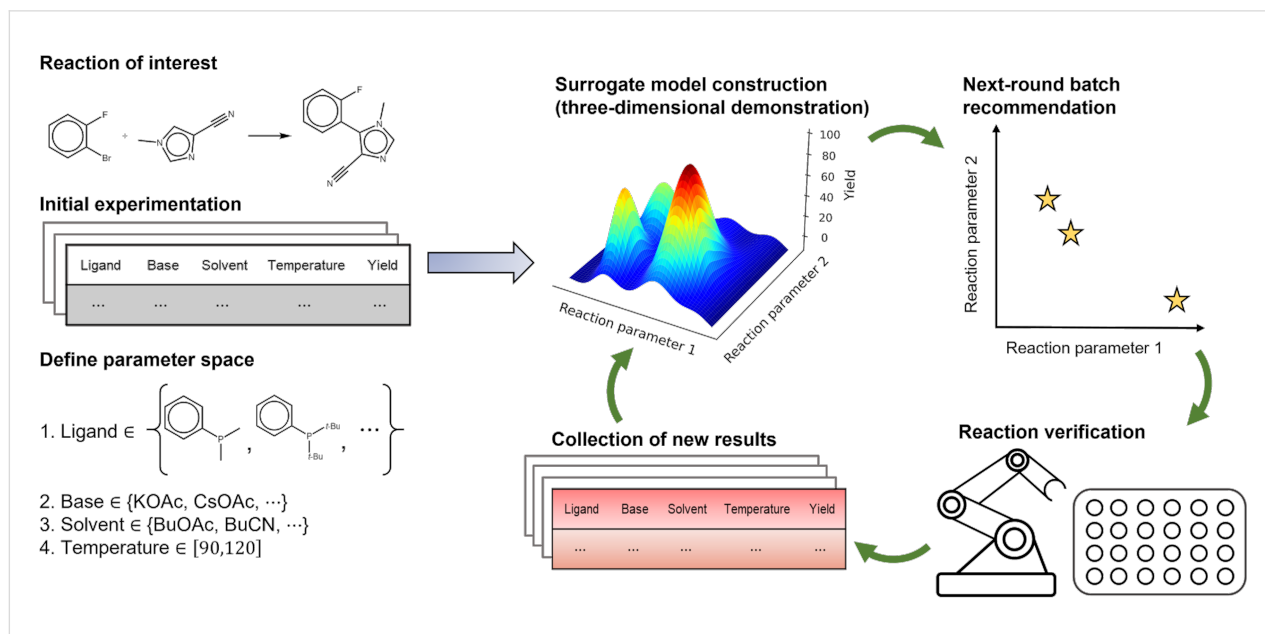 Reaction of interest
F
Br
+
N
N
N
F
N
N
N
Initial experimentation
Ligand Base Solvent Temperature Yield
... ... ... ... ...
Define parameter space
1. Ligand ∈ { P , P t-Bu t-Bu , ⋯ }
2. Base ∈ {KOAc, CsOAc, ⋯}
3. Solvent ∈ {BuOAc, BuCN, ⋯}
4. Temperature ∈ [90,120]
Surrogate model construction
(three-dimensional demonstration)
100
80
60
40
20
0
Yield
Reaction parameter 1
Reaction parameter 2
Next-round batch
recommendation
Reaction parameter 2
Reaction parameter 1
Reaction verification
Collection of new results
Ligand Base Solvent Temperature Yield
... ... ... ... ...